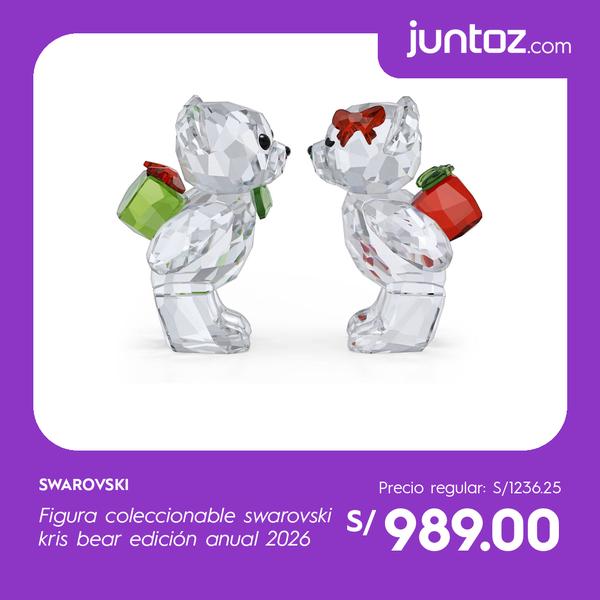 juntoz.com
SWAROVSKI
Figura coleccionable swarovski
kris bear edición anual 2026
Precio regular: S/1236.25
S/ 989.00